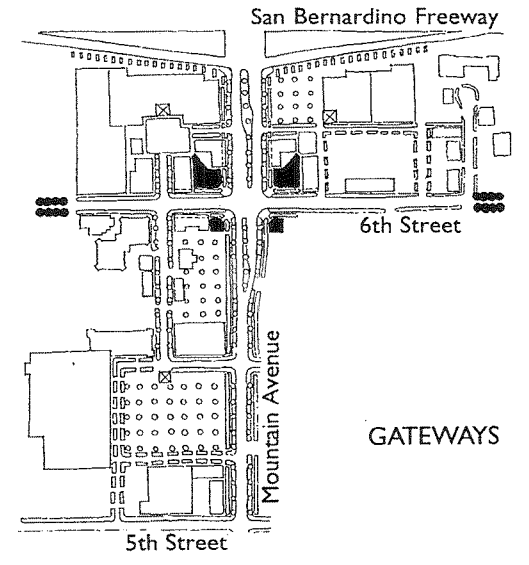 San Bernardino Freeway
6th Street
Mountain Avenue
GATEWAYS
5th Street